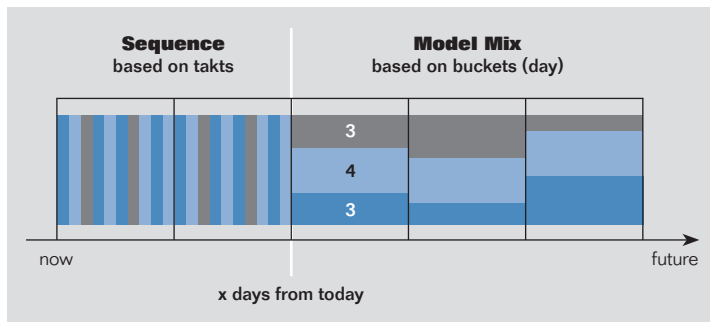 Sequence
based on takts
Model Mix
based on buckets (day)
3
4
3
now
future
x days from today